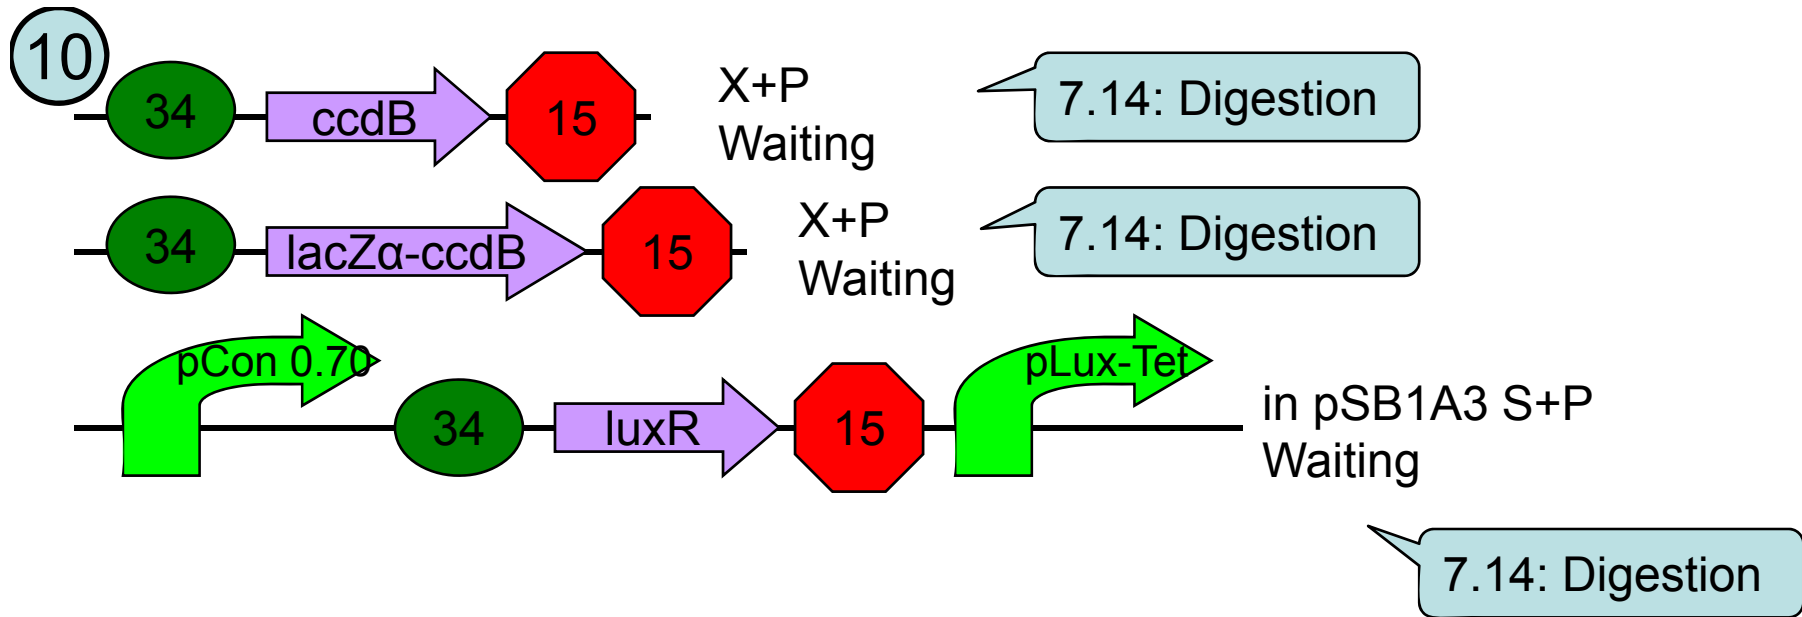 10
34 ccdB 15
X+P
Waiting
7.14: Digestion
34 lacZα-ccdB 15
X+P
Waiting
7.14: Digestion
pCon 0.70 34 luxR 15 pLux-Tet
in pSB1A3 S+P
Waiting
7.14: Digestion